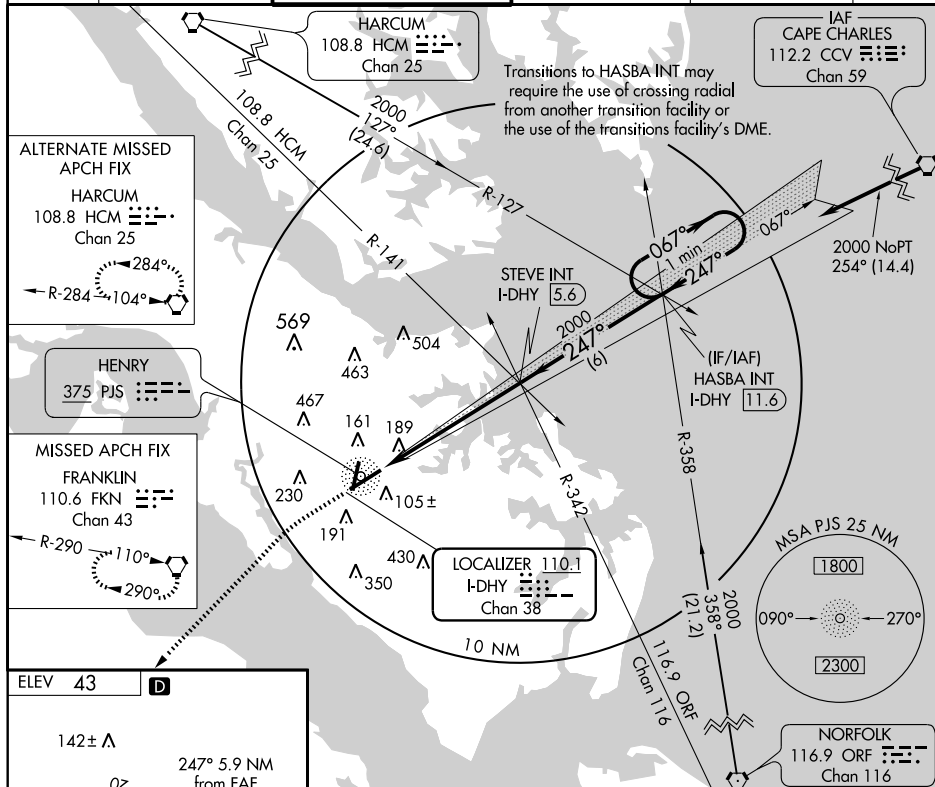 HARCUM
108.8 HCM
Chan 25
IAF
CAPE CHARLES
112.2 CCV
Chan 59
Transitions to HASBA INT may
require the use of crossing radial
from another transition facility or
the use of the transitions facility's DME.
108.8 HCM
Chan 25
2000
127°
(24.6)
R-127
R-141
ALTERNATE MISSED
APCH FIX
HARCUM
108.8 HCM
Chan 25
284°
R-284
104°
067°
1 min
247°
067°
2000 NoPT
254° (14.4)
STEVE INT
I-DHY 5.6
2000
247°
(6)
(IF/IAF)
HASBA INT
I-DHY 11.6
569
504
463
HENRY
375 PJS
467
161
189
230
105±
191
430
350
MISSED APCH FIX
FRANKLIN
110.6 FKN
Chan 43
R-290
110°
290°
LOCALIZER 110.1
I-DHY
Chan 38
R-358
R-342
10 NM
2000
358°
(21.2)
116.9 ORF
Chan 116
MSA PJS 25 NM
1800
090°
270°
2300
NORFOLK
116.9 ORF
Chan 116
ELEV 43
D
142±
247° 5.9 NM
from FAF